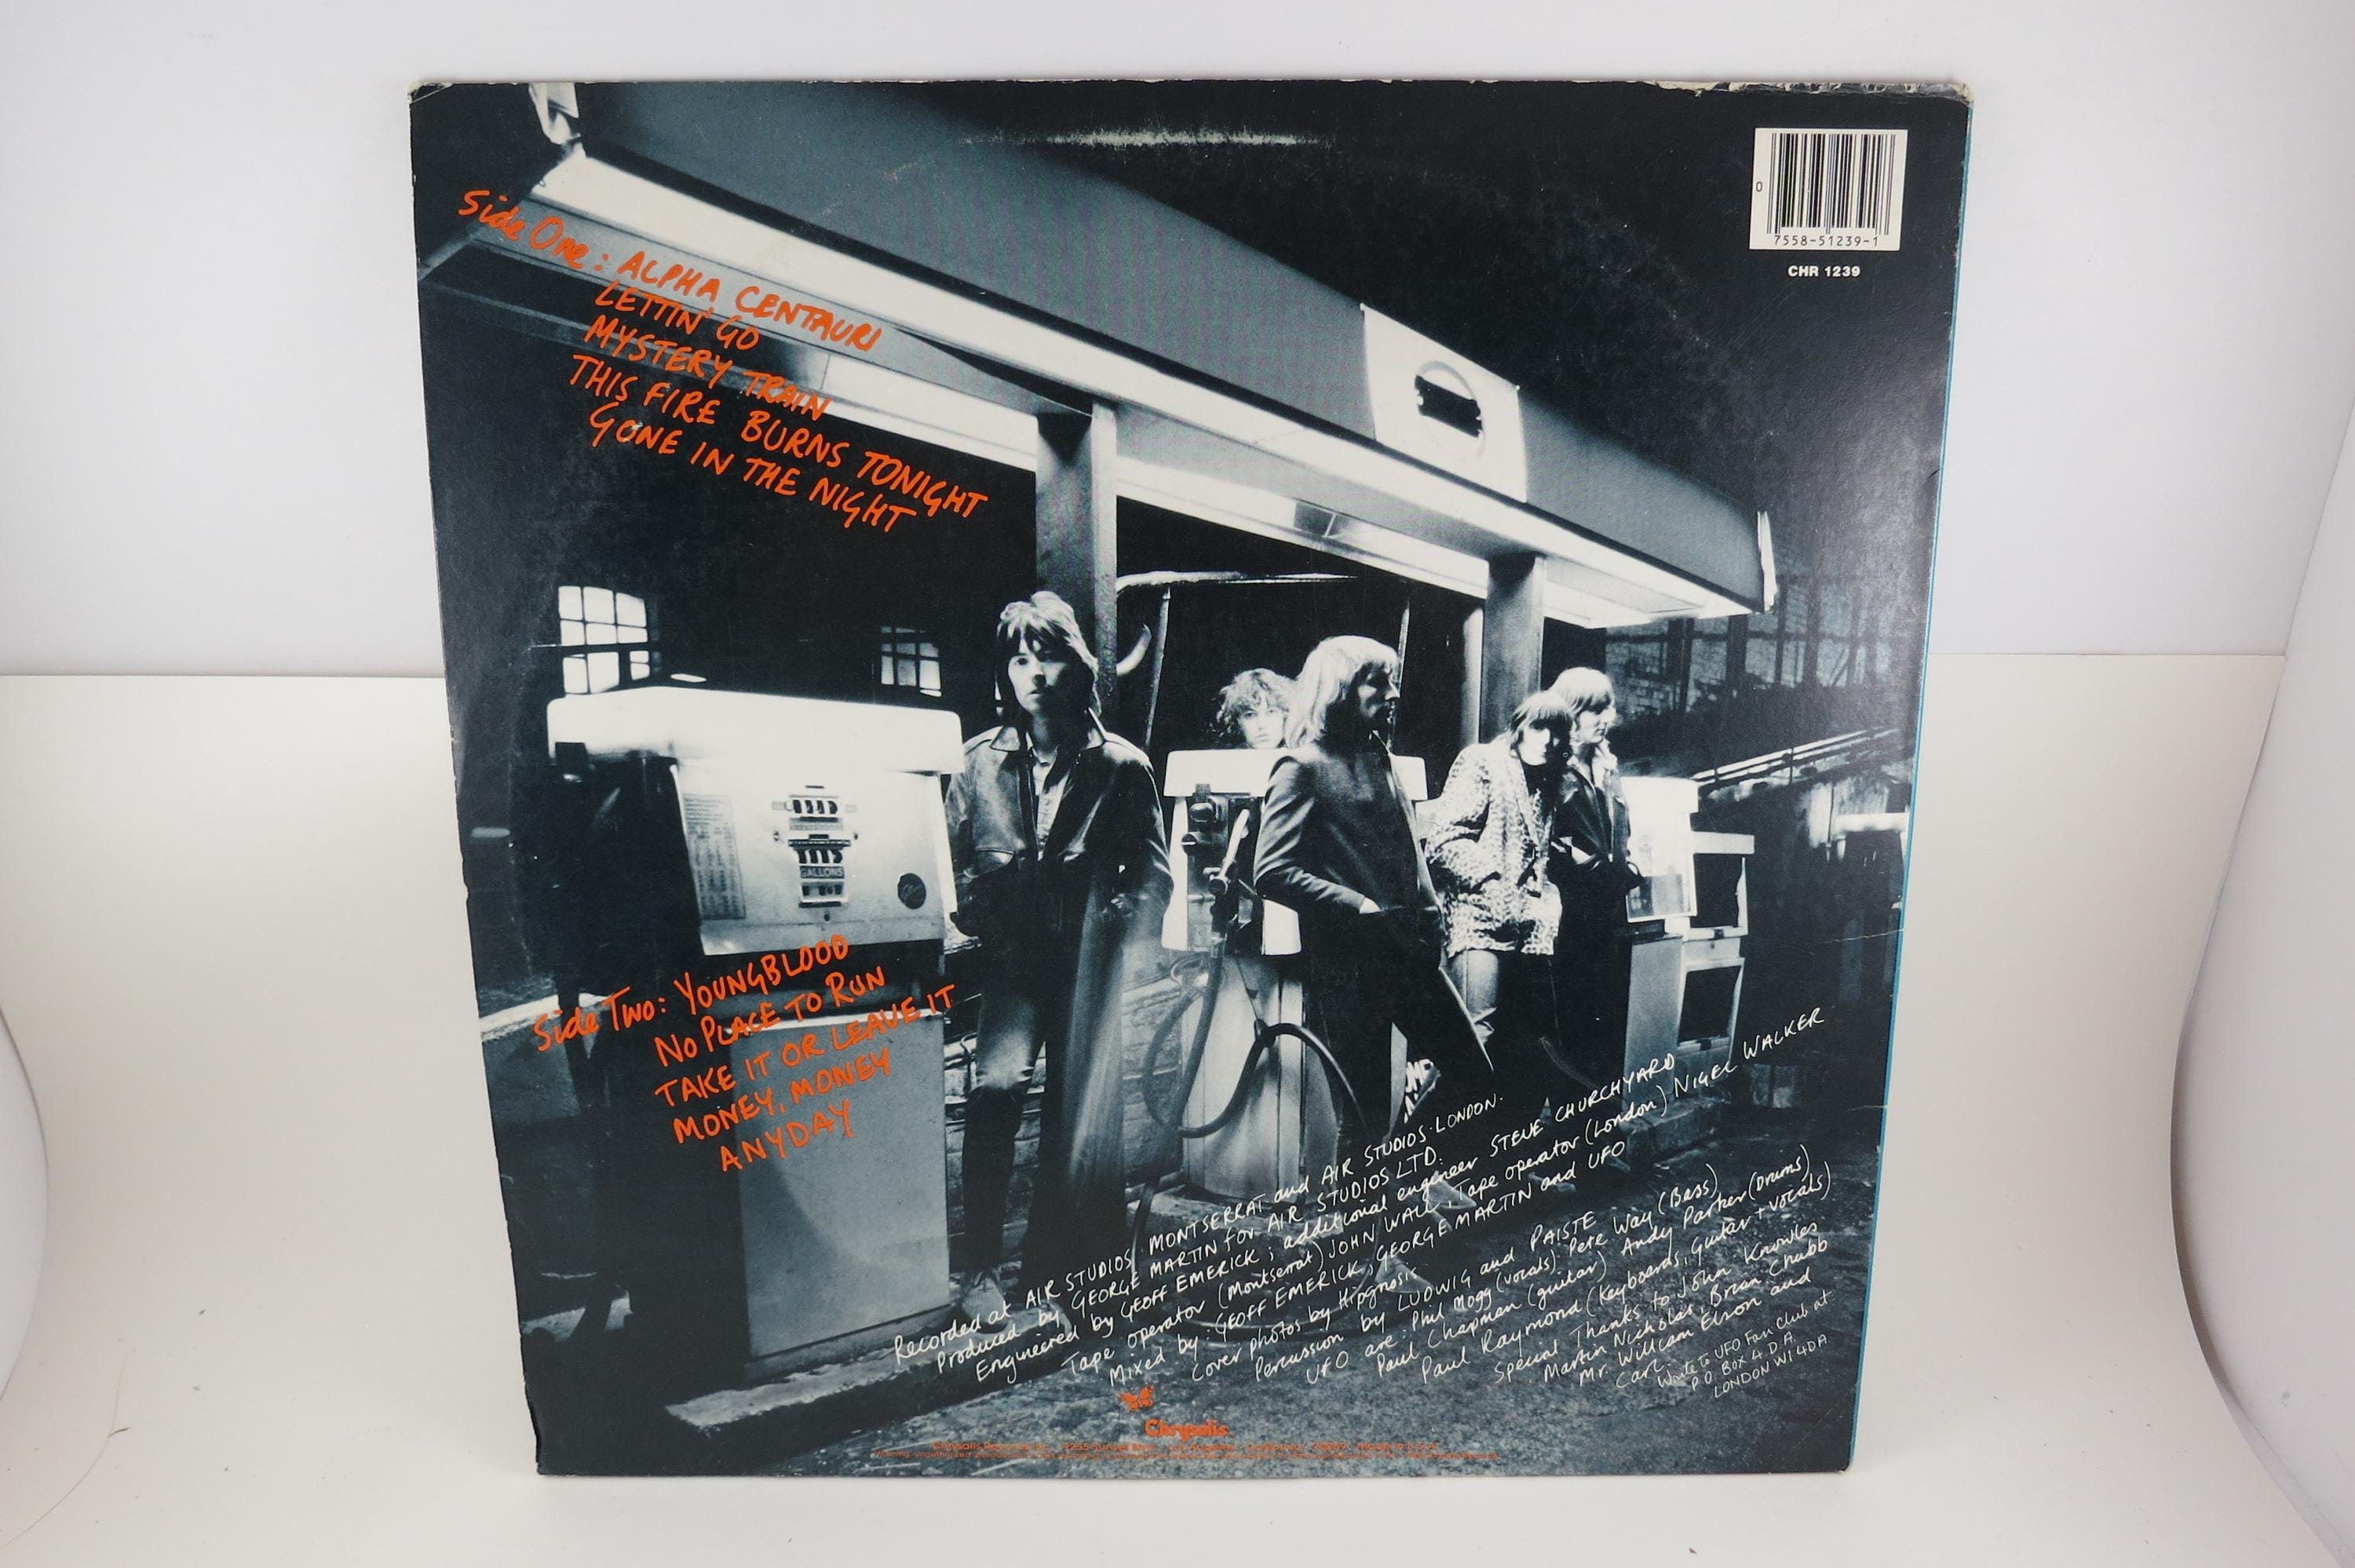 0
7558-51239-1
CHR 1239
Side One: ALPHA CENTAURI
LETTIN' GO
MYSTERY TRAIN
THIS FIRE BURNS TONIGHT
GONE IN THE NIGHT
GALLONS
Side Two: YOUNGBLOOD
No PLACE TO RUN
TAKE IT OR LEAVE IT
MONEY, MONEY
ANYDAY
Recorded at AIR STUDIOS MONTSERRAT and AIR STUDIOS. LONDON.
Produced by GEORGE MARTIN for AIR STUDIOS LTD.
Engineered by GEOFF EMERICK; additional engineer STEVE CHURCHYARD
Tape operator (Montserrat) JOHN WALL; Tape operator (London) NIGEL WALKER
Mixed by: GEOFF EMERICK, GEORGE MARTIN and UFO
Cover photos by Hipgnosis
Percussion by LUDWIG and PAISTE
UFO are: Phil Mogg (vocals) Pete Way (Bass)
Paul Chapman (guitar) Andy Parker (Drums)
Paul Raymond (Keyboards, Guitar + vocals)
Special Thanks to John Knowles
Martin Nicholas, Brian Chubb
Mr. William Elson and
Carl
Write to UFO Fan Club at
P.O. Box 4 D.A.
LONDON W1 4DA
Chrysalis